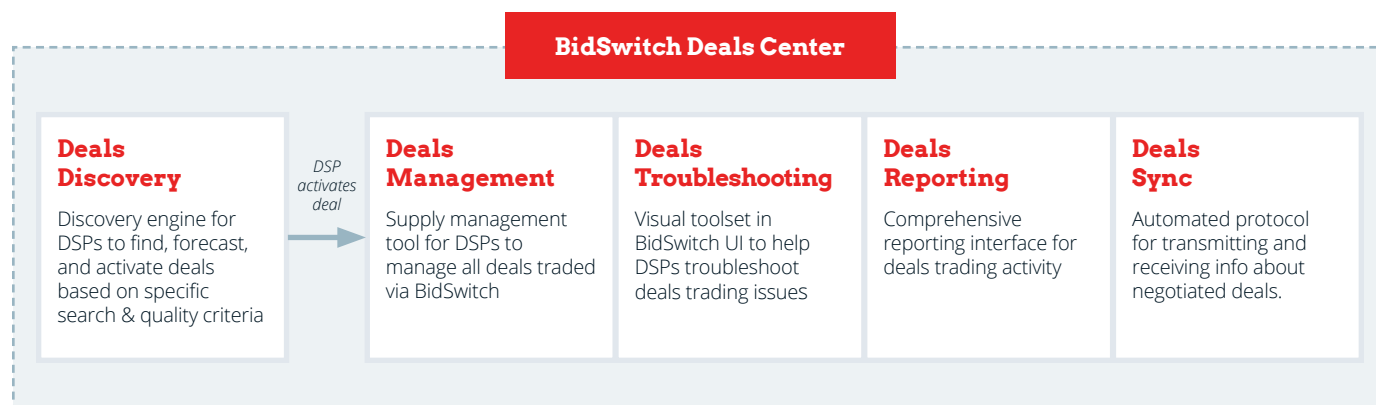 BidSwitch Deals Center
Deals
Discovery
Discovery engine for
DSPs to find, forecast,
and activate deals
based on specific
search & quality criteria
DSP
activates
deal
Deals
Management
Supply management
tool for DSPs to
manage all deals traded
via BidSwitch
Deals
Troubleshooting
Visual toolset in
BidSwitch UI to help
DSPs troubleshoot
deals trading issues
Deals
Reporting
Comprehensive
reporting interface for
deals trading activity
Deals
Sync
Automated protocol
for transmitting and
receiving info about
negotiated deals.